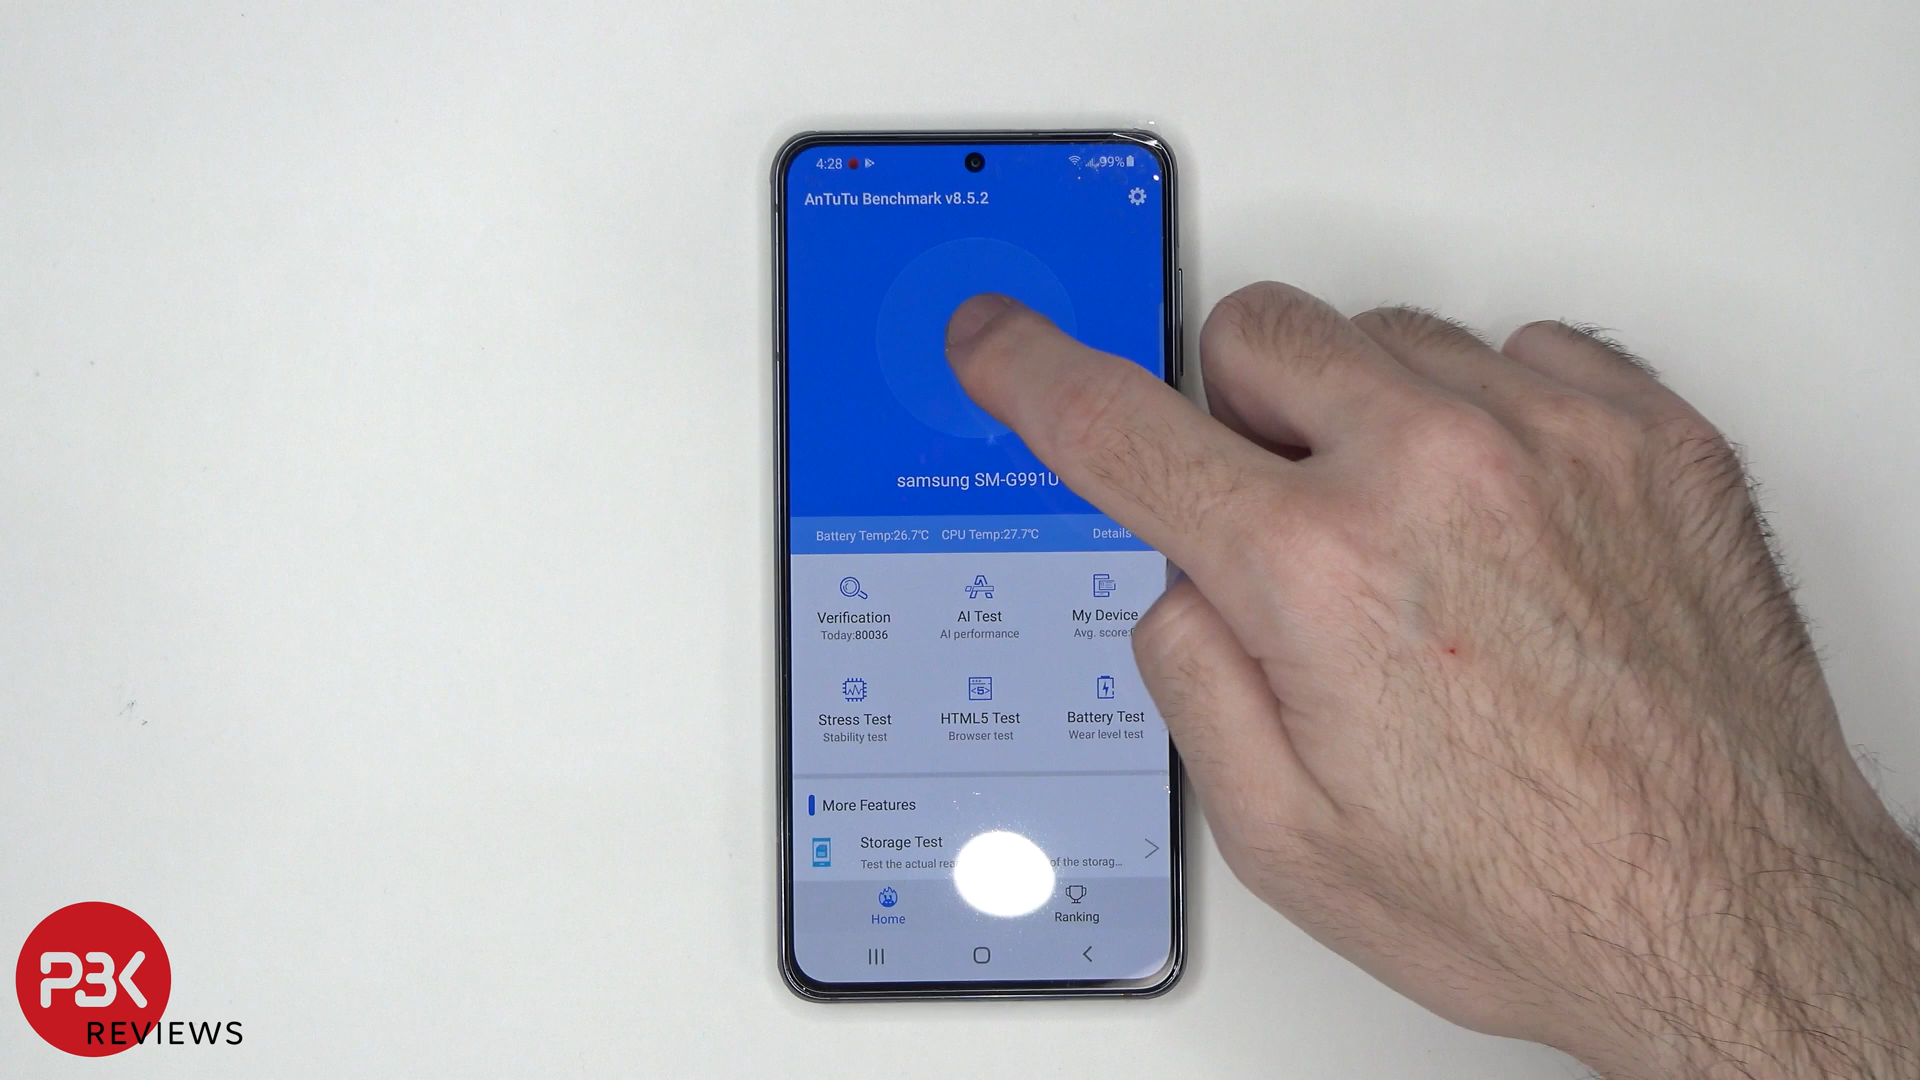 4:28
99%
AnTuTu Benchmark v8.5.2
samsung SM-G991U
Battery Temp:26.7℃ CPU Temp:27.7℃ Details
Verification AI Test My Device
Today:80036 AI performance Avg. score:
Stress Test HTML5 Test Battery Test
Stability test Browser test Wear level test
More Features
Storage Test
Test the actual of the storag...
Home Ranking
P3K
REVIEWS